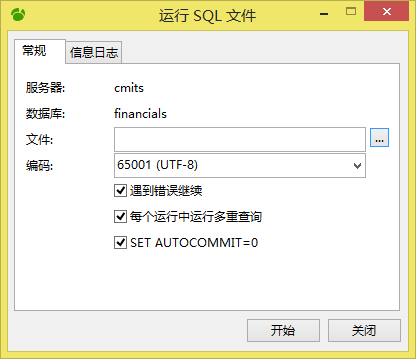 运行 SQL 文件
常规 信息日志
服务器: cmits
数据库: financials
文件: ...
编码: 65001 (UTF-8)
遇到错误继续
每个运行中运行多重查询
SET AUTOCOMMIT=0
开始 关闭